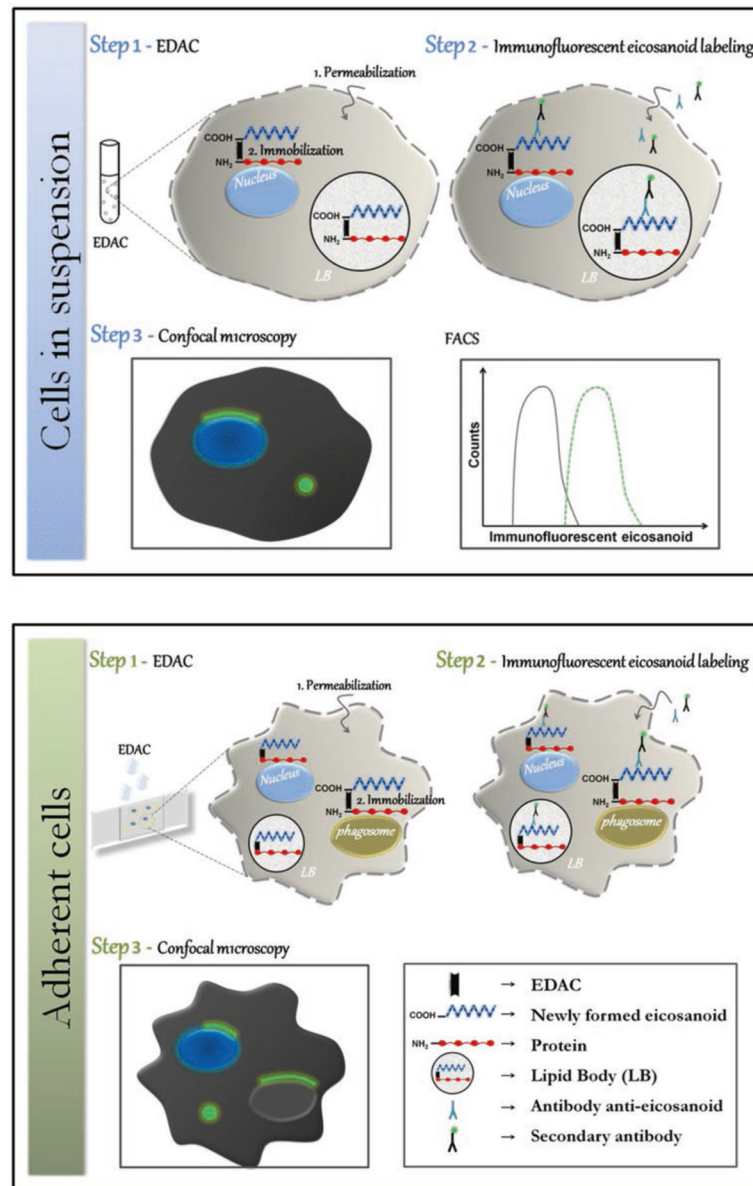 Cells in suspension
Step 1 - EDAC
1. Permeabilization
COOH
2. Immobilization
NH2
Nucleus
COOH
NH2
LB
EDAC
Step 2 - Immunofluorescent eicosanoid labeling
COOH
NH2
Nucleus
COOH
NH2
LB
Step 3 - Confocal microscopy
FACS
Counts
Immunofluorescent eicosanoid
Adherent cells
Step 1 - EDAC
1. Permeabilization
EDAC
Nucleus
COOH
2. Immobilization
NH2
phagosome
LB
Step 2 - Immunofluorescent eicosanoid labeling
Nucleus
COOH
NH2
phagosome
LB
Step 3 - Confocal microscopy
→ EDAC
COOH → Newly formed eicosanoid
NH2 → Protein
→ Lipid Body (LB)
→ Antibody anti-eicosanoid
→ Secondary antibody